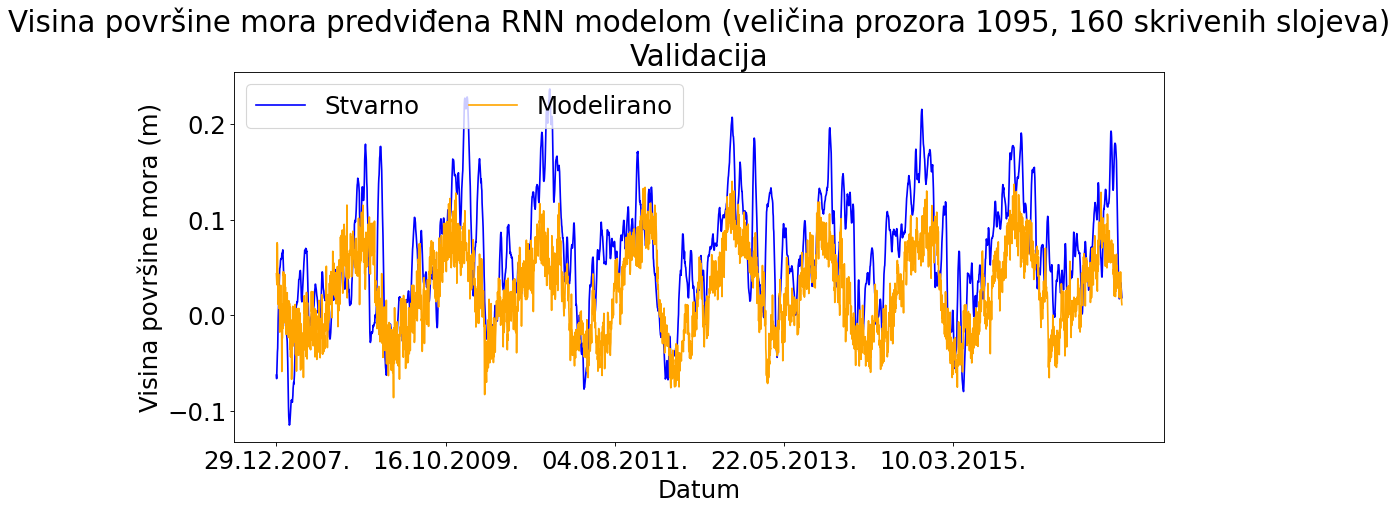 Visina površine mora predviđena RNN modelom (veličina prozora 1095, 160 skrivenih slojeva)
Validacija
Stvarno Modelirano
Visina površine mora (m)
0.2
0.1
0.0
−0.1
29.12.2007. 16.10.2009. 04.08.2011. 22.05.2013. 10.03.2015.
Datum